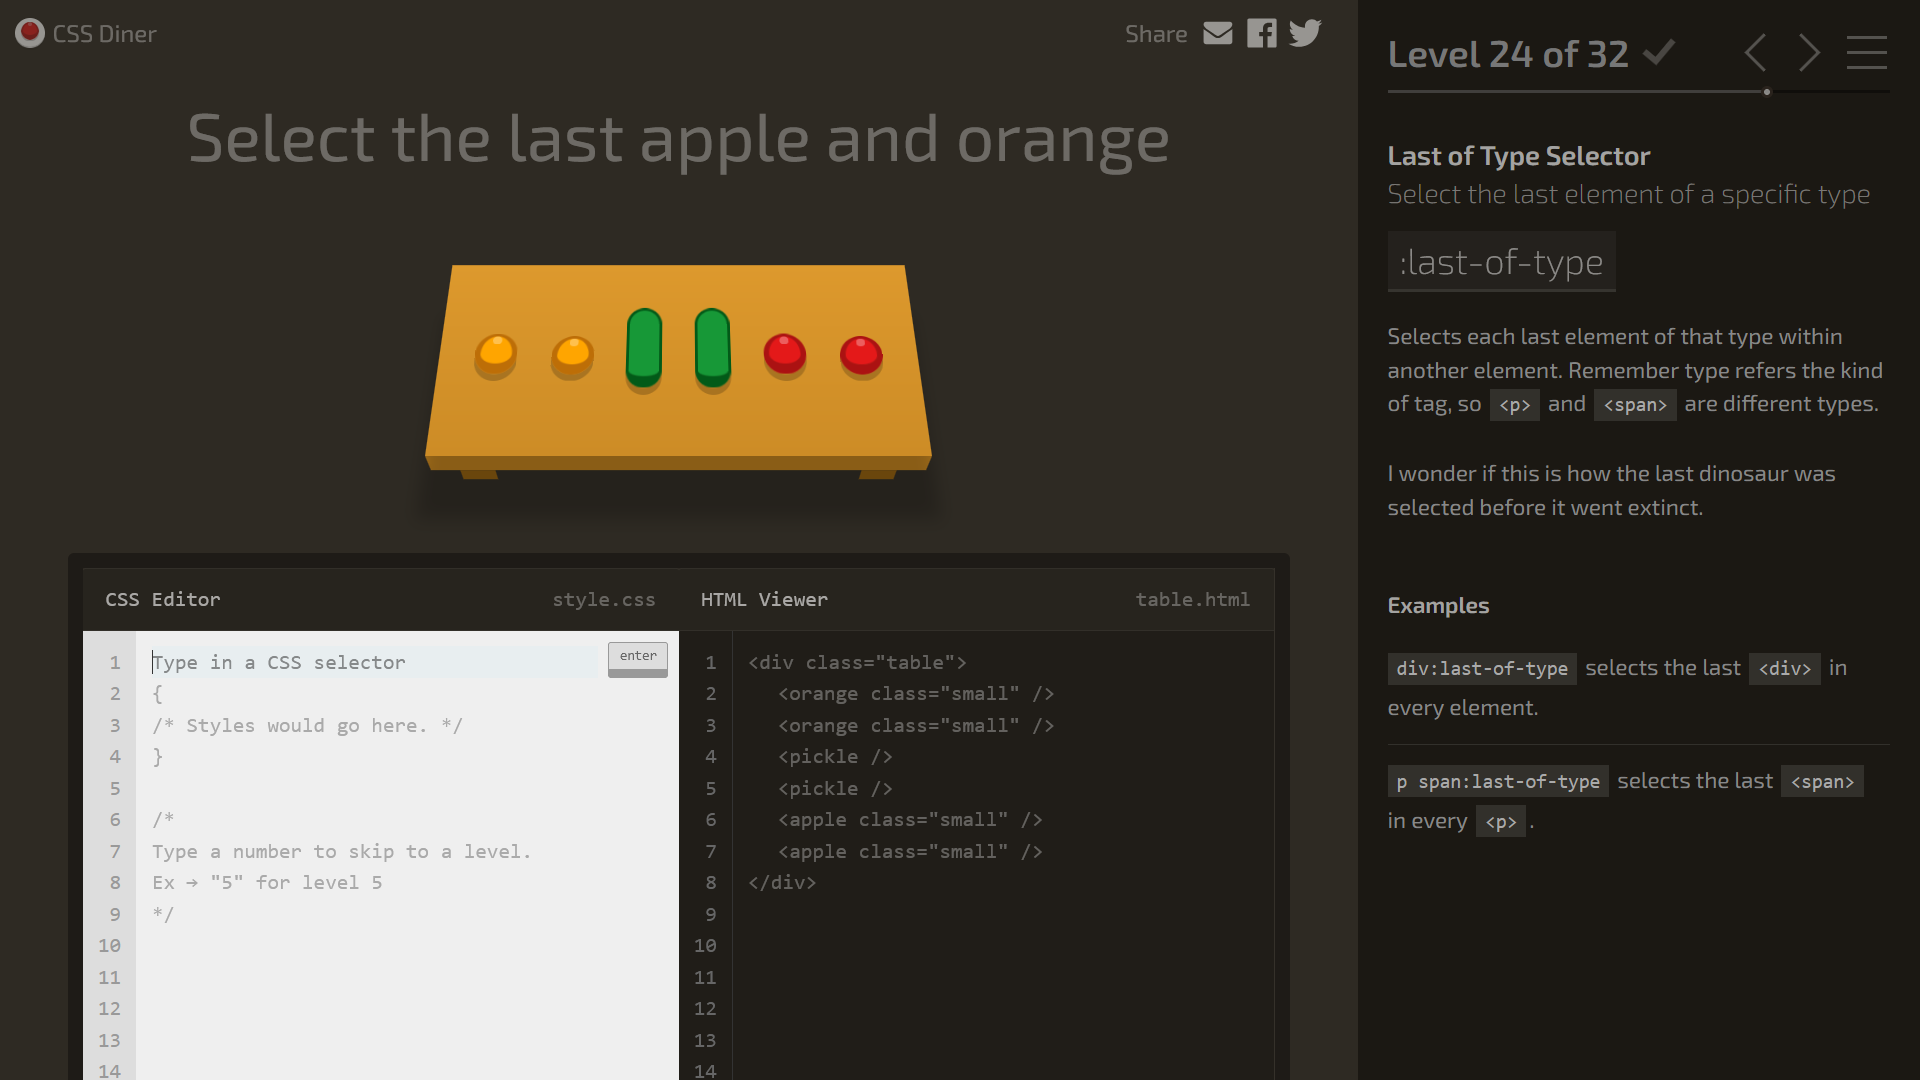 CSS Diner
Share
Select the last apple and orange
CSS Editor
style.css
1
2
3
4
5
6
7
8
9
10
11
12
13
14
Type in a CSS selector
enter
{
/* Styles would go here. */
}
/*
Type a number to skip to a level.
Ex → "5" for level 5
*/
HTML Viewer
table.html
1
2
3
4
5
6
7
8
9
10
11
12
13
14
<div class="table">
<orange class="small" />
<orange class="small" />
<pickle />
<pickle />
<apple class="small" />
<apple class="small" />
</div>
Level 24 of 32
Last of Type Selector
Select the last element of a specific type
:last-of-type
Selects each last element of that type within
another element. Remember type refers the kind
of tag, so <p> and <span> are different types.
I wonder if this is how the last dinosaur was
selected before it went extinct.
Examples
div:last-of-type selects the last <div> in
every element.
p span:last-of-type selects the last <span>
in every <p>.